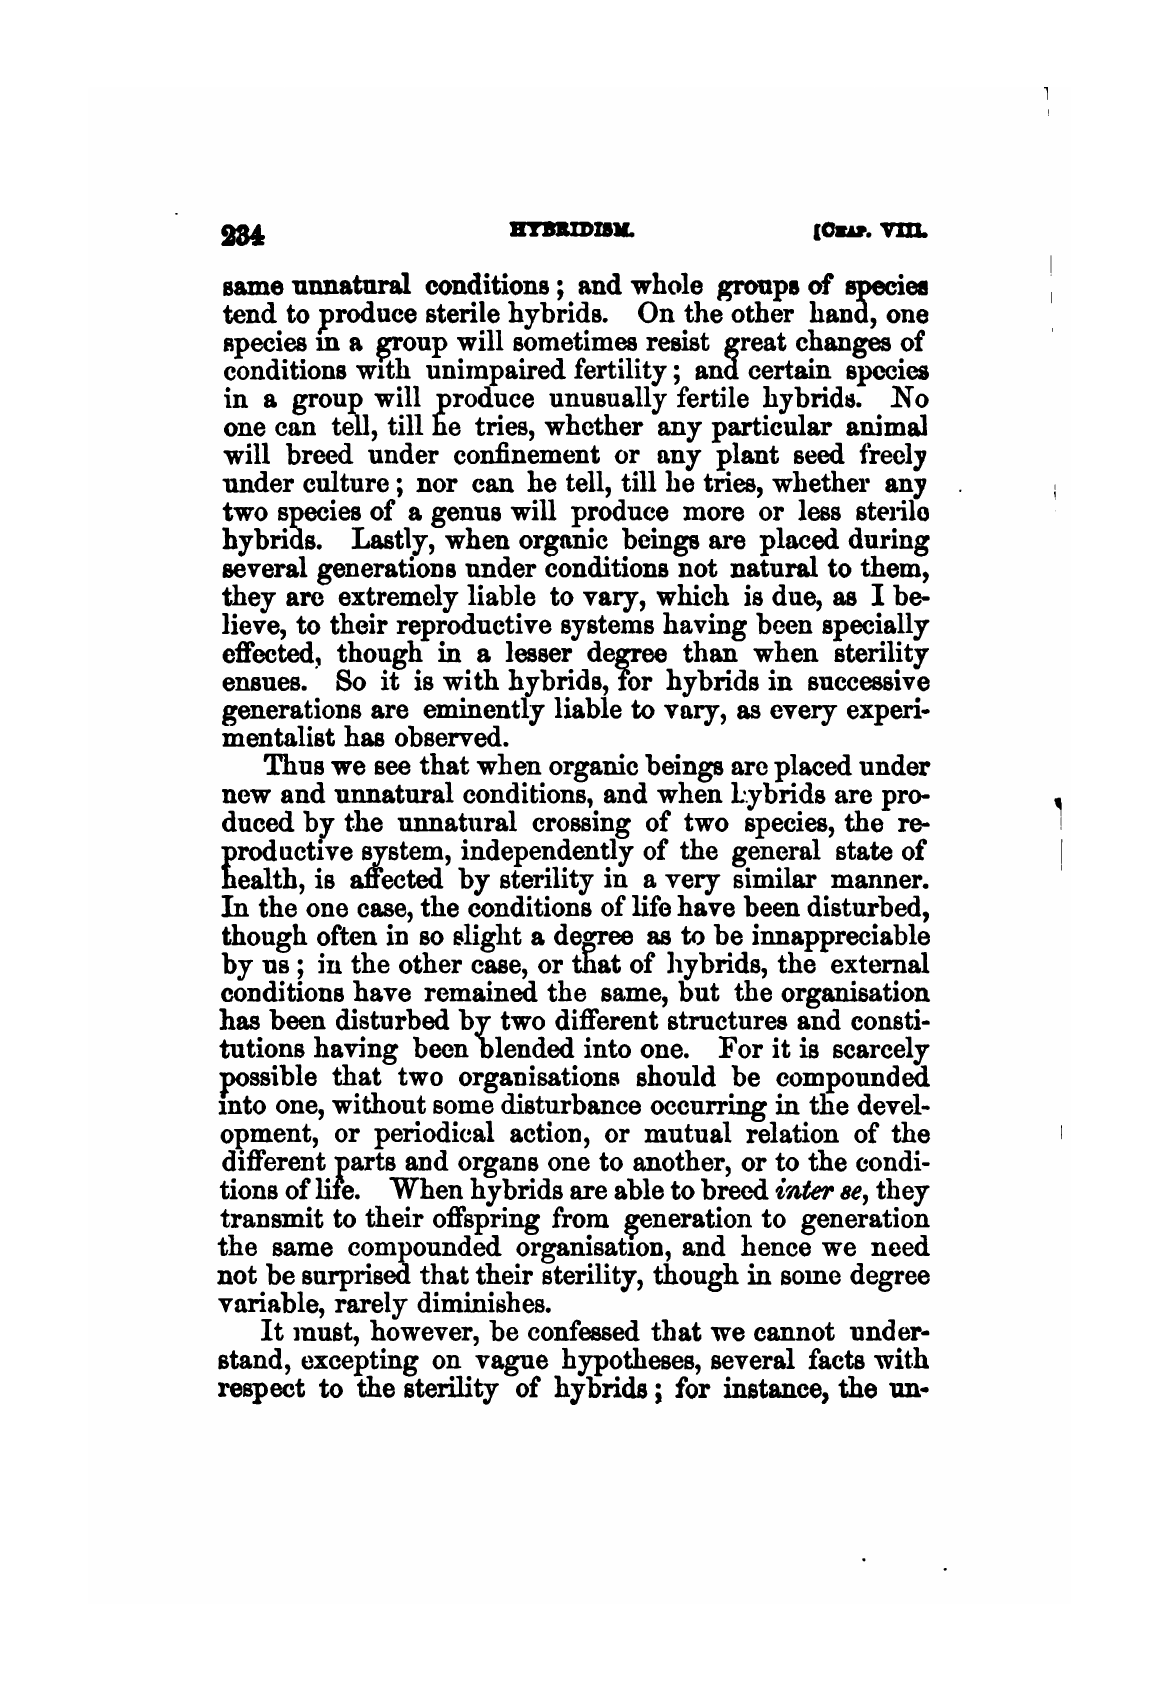 234 HYBRIDISM. [CHAP. VIII.
same unnatural conditions; and whole groups of species
tend to produce sterile hybrids. On the other hand, one
species in a group will sometimes resist great changes of
conditions with unimpaired fertility; and certain species
in a group will produce unusually fertile hybrids. No
one can tell, till he tries, whether any particular animal
will breed under confinement or any plant seed freely
under culture; nor can he tell, till he tries, whether any
two species of a genus will produce more or less sterile
hybrids. Lastly, when organic beings are placed during
several generations under conditions not natural to them,
they are extremely liable to vary, which is due, as I be-
lieve, to their reproductive systems having been specially
effected, though in a lesser degree than when sterility
ensues. So it is with hybrids, for hybrids in successive
generations are eminently liable to vary, as every experi-
mentalist has observed.
Thus we see that when organic beings are placed under
new and unnatural conditions, and when hybrids are pro-
duced by the unnatural crossing of two species, the re-
productive system, independently of the general state of
health, is affected by sterility in a very similar manner.
In the one case, the conditions of life have been disturbed,
though often in so slight a degree as to be innappreciable
by us; in the other case, or that of hybrids, the external
conditions have remained the same, but the organisation
has been disturbed by two different structures and consti-
tutions having been blended into one. For it is scarcely
possible that two organisations should be compounded
into one, without some disturbance occurring in the devel-
opment, or periodical action, or mutual relation of the
different parts and organs one to another, or to the condi-
tions of life. When hybrids are able to breed inter se, they
transmit to their offspring from generation to generation
the same compounded organisation, and hence we need
not be surprised that their sterility, though in some degree
variable, rarely diminishes.
It must, however, be confessed that we cannot under-
stand, excepting on vague hypotheses, several facts with
respect to the sterility of hybrids; for instance, the un-